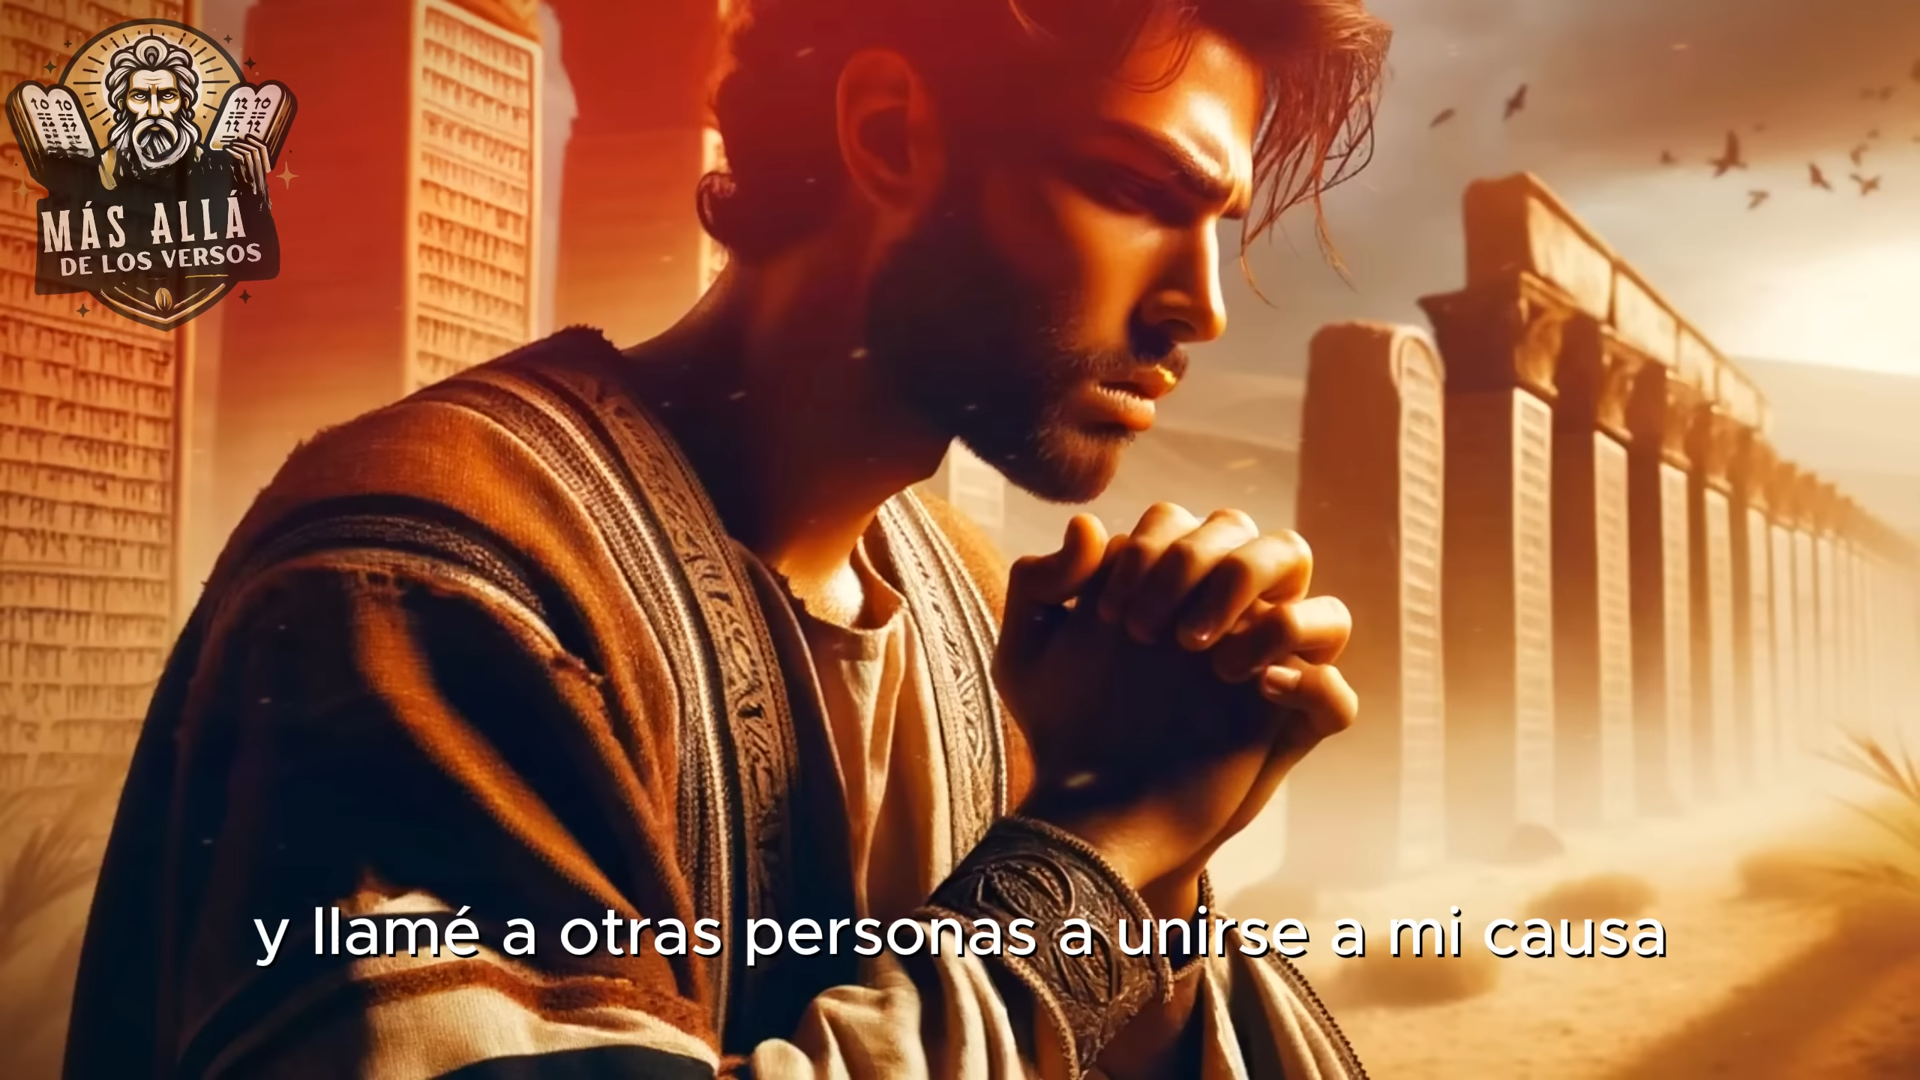 MÁS ALLÁ
DE LOS VERSOS
y llamé a otras personas a unirse a mi causa